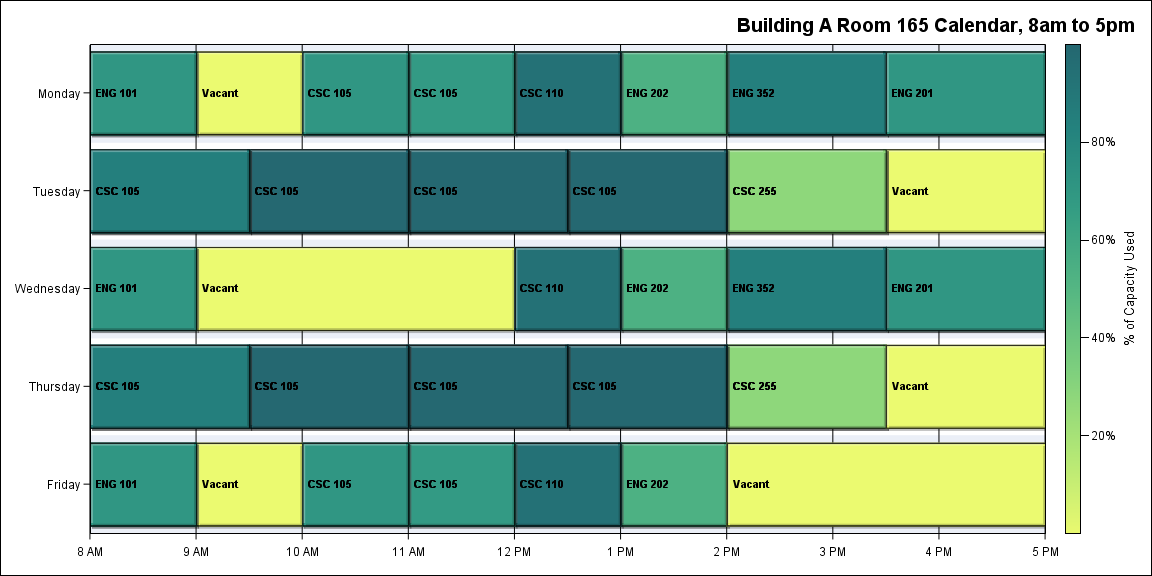 Building A Room 165 Calendar, 8am to 5pm
Monday
ENG 101
Vacant
CSC 105
CSC 105
CSC 110
ENG 202
ENG 352
ENG 201
Tuesday
CSC 105
CSC 105
CSC 105
CSC 105
CSC 255
Vacant
Wednesday
ENG 101
Vacant
CSC 110
ENG 202
ENG 352
ENG 201
Thursday
CSC 105
CSC 105
CSC 105
CSC 105
CSC 255
Vacant
Friday
ENG 101
Vacant
CSC 105
CSC 105
CSC 110
ENG 202
Vacant
8 AM
9 AM
10 AM
11 AM
12 PM
1 PM
2 PM
3 PM
4 PM
5 PM
80%
60%
40%
20%
% of Capacity Used